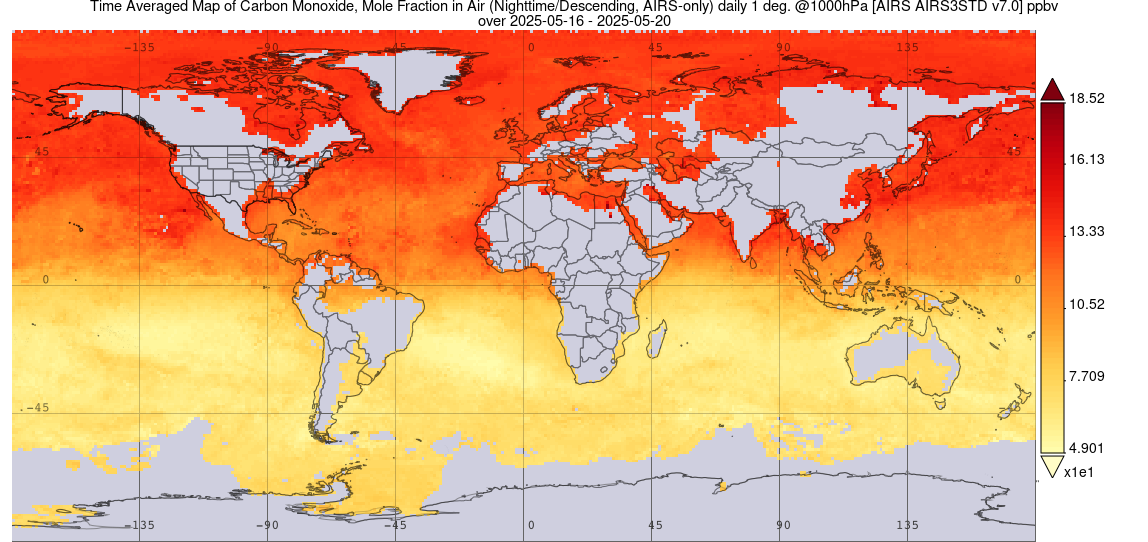 Time Averaged Map of Carbon Monoxide, Mole Fraction in Air (Nighttime/Descending, AIRS-only) daily 1 deg. @1000hPa [AIRS AIRS3STD v7.0] ppbv
over 2025-05-16 - 2025-05-20
-135 -90 -45 0 45 90 135
45 45
0 0
-45
-135 -90 -45 0 45 90 135
18.52
16.13
13.33
10.52
7.709
4.901
x1e1